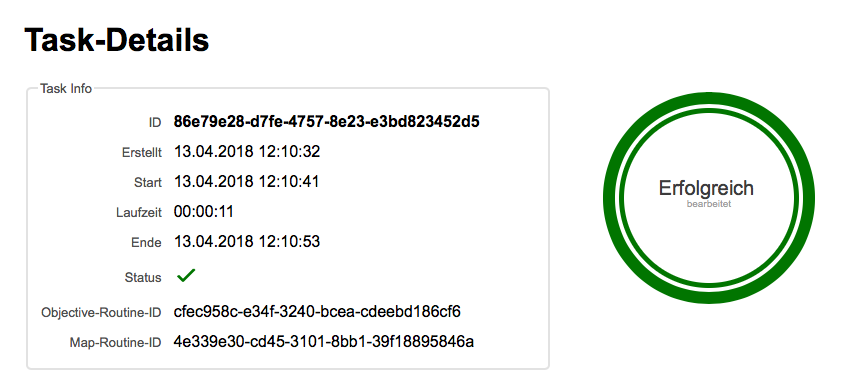 Task-Details
Task Info
ID 86e79e28-d7fe-4757-8e23-e3bd823452d5
Erstellt 13.04.2018 12:10:32
Start 13.04.2018 12:10:41
Laufzeit 00:00:11
Ende 13.04.2018 12:10:53
Status
Objective-Routine-ID cfec958c-e34f-3240-bcea-cdeebd186cf6
Map-Routine-ID 4e339e30-cd45-3101-8bb1-39f18895846a
Erfolgreich
bearbeitet